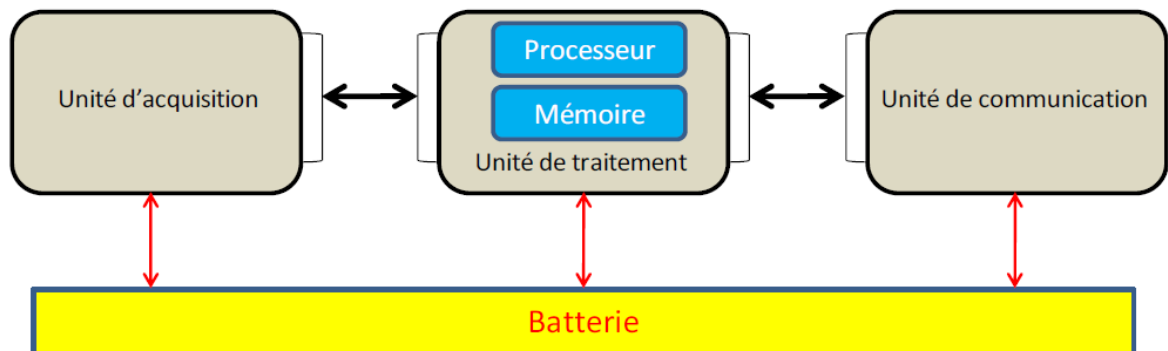 Unité d'acquisition
Processeur
Mémoire
Unité de traitement
Unité de communication
Batterie